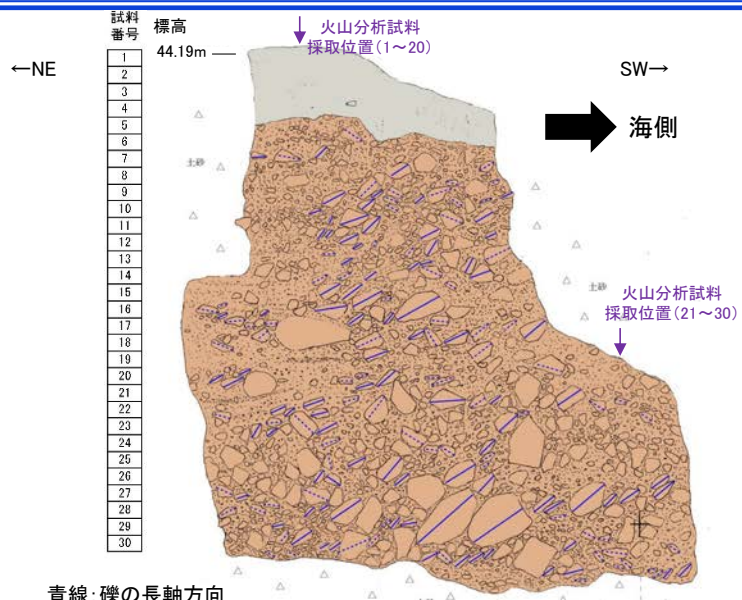 試料
番号
標高
44.19m
火山分析試料
採取位置(1~20)
←NE
SW→
海側
1
2
3
4
5
6
7
8
9
10
11
12
13
14
15
16
17
18
19
20
21
22
23
24
25
26
27
28
29
30
土砂
土砂
火山分析試料
採取位置(21~30)
青線:礫の長軸方向